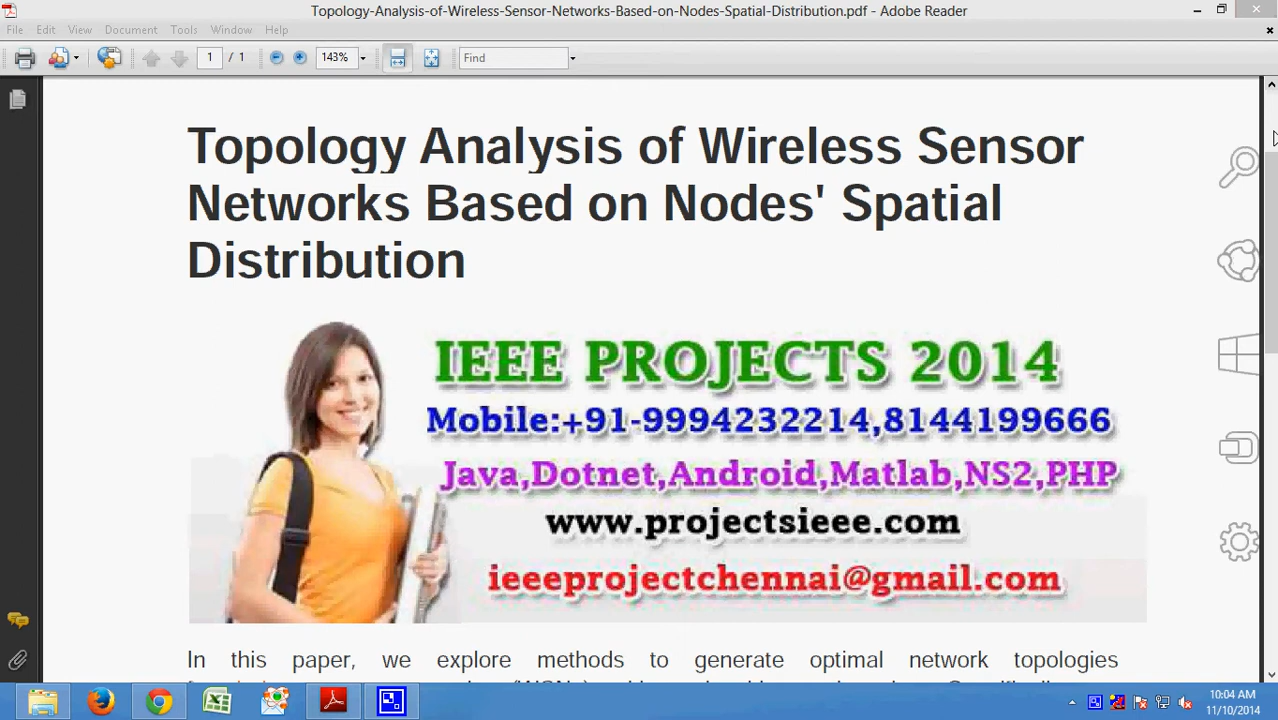 Topology-Analysis-of-Wireless-Sensor-Networks-Based-on-Nodes-Spatial-Distribution.pdf - Adobe Reader
File Edit View Document Tools Window Help
1 / 1 143% Find
Topology Analysis of Wireless Sensor
Networks Based on Nodes' Spatial
Distribution
IEEE PROJECTS 2014
Mobile:+91-9994232214,8144199666
Java,Dotnet,Android,Matlab,NS2,PHP
www.projectsieee.com
ieeeprojectchennai@gmail.com
In this paper, we explore methods to generate optimal network topologies
10:04 AM
11/10/2014